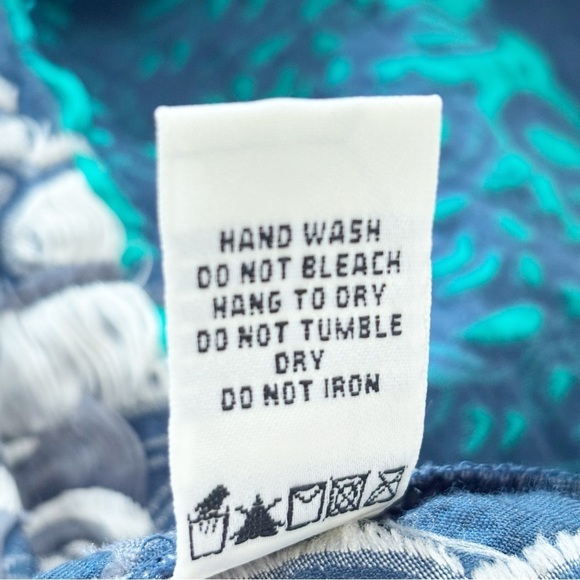 HAND WASH
DO NOT BLEACH
HANG TO DRY
DO NOT TUMBLE
DRY
DO NOT IRON